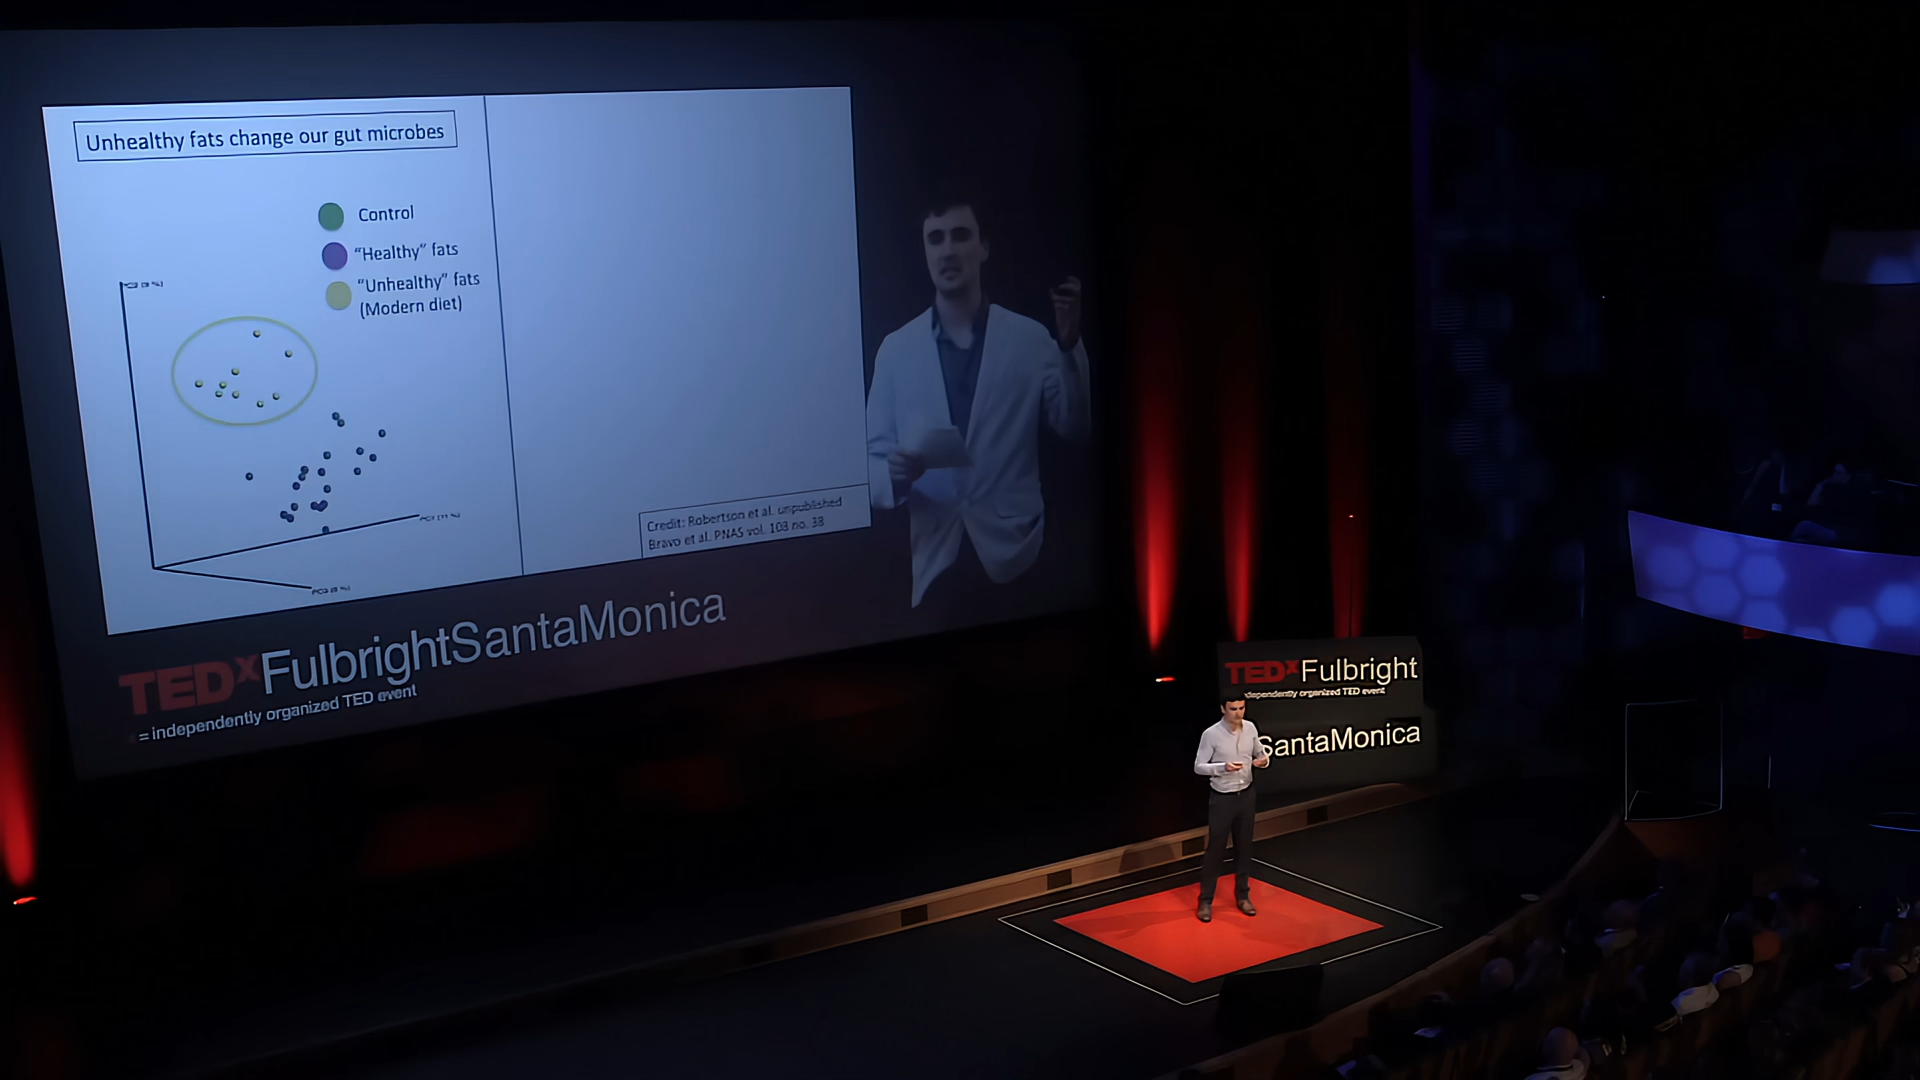 Unhealthy fats change our gut microbes
Control
"Healthy" fats
"Unhealthy" fats
(Modern diet)
Credit: Robertson et al. unpublished
Bravo et al. PNAS vol. 108 no. 38
TEDxFulbrightSantaMonica
=independently organized TED event
TEDxFulbright
independently organized TED event
SantaMonica